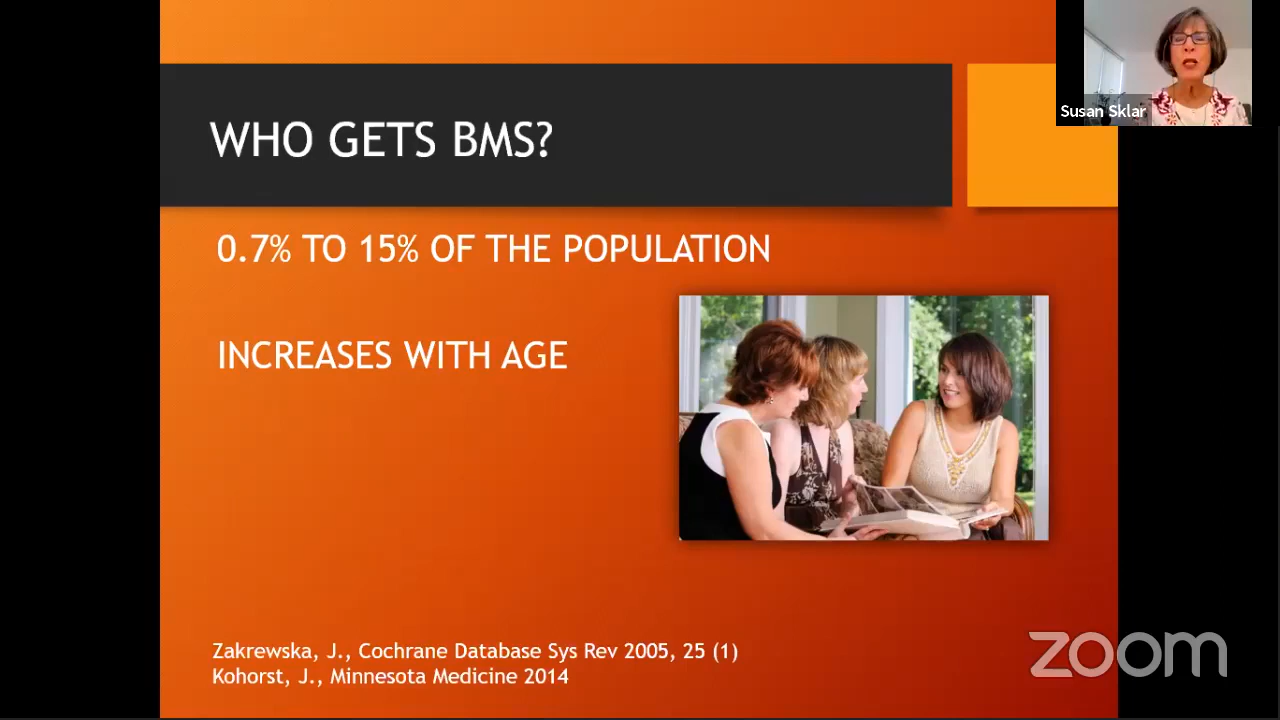 WHO GETS BMS?
Susan Sklar
0.7% TO 15% OF THE POPULATION
INCREASES WITH AGE
Zakrewska, J., Cochrane Database Sys Rev 2005, 25 (1)
Kohorst, J., Minnesota Medicine 2014
zoom